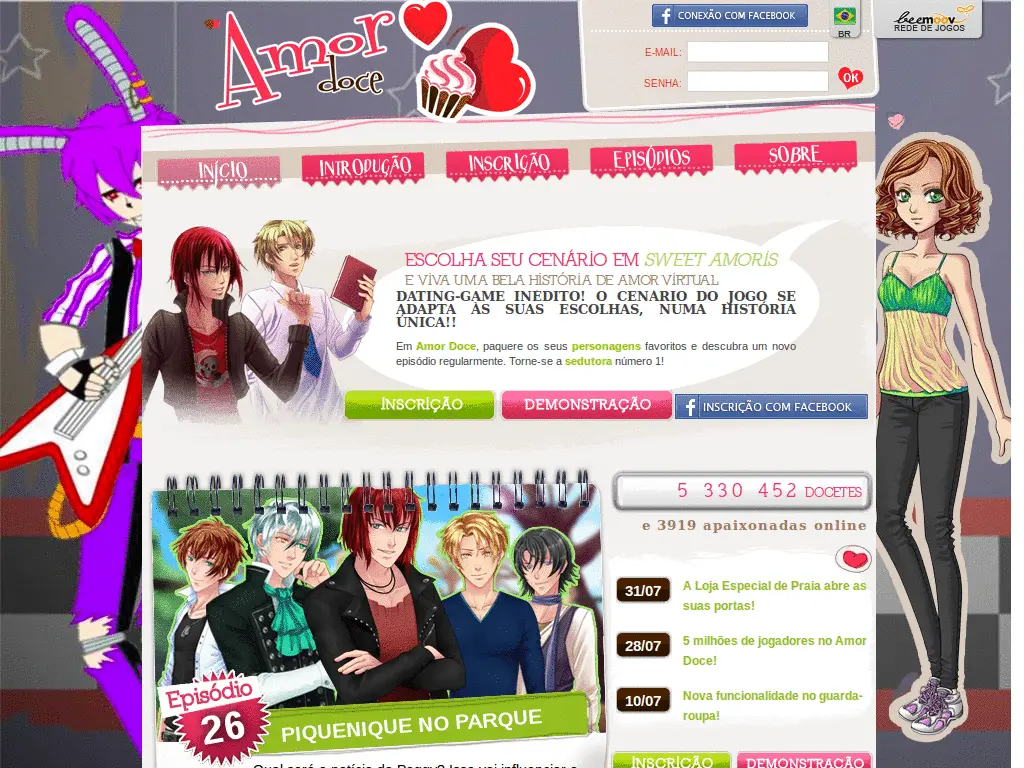 Amor
doce
CONEXÃO COM FACEBOOK
BR
beemoov
REDE DE JOGOS
E-MAIL:
SENHA:
OK
INÍCIO
INTRODUÇÃO
INSCRIÇÃO
EPISÓDIOS
SOBRE
ESCOLHA SEU CENÁRIO EM SWEET AMORIS
E VIVA UMA BELA HISTÓRIA DE AMOR VIRTUAL
DATING-GAME INEDITO! O CENARIO DO JOGO SE
ADAPTA ÀS SUAS ESCOLHAS, NUMA HISTÓRIA
ÚNICA!!
Em Amor Doce, paquere os seus personagens favoritos e descubra um novo
episódio regularmente. Torne-se a sedutora número 1!
INSCRIÇÃO
DEMONSTRAÇÃO
INSCRIÇÃO COM FACEBOOK
5 330 452 DOCETES
e 3919 apaixonadas online
31/07
A Loja Especial de Praia abre as
suas portas!
28/07
5 milhões de jogadores no Amor
Doce!
10/07
Nova funcionalidade no guarda-
roupa!
Episódio
26
PIQUENIQUE NO PARQUE
INSCRIÇÃO
DEMONSTRAÇÃO